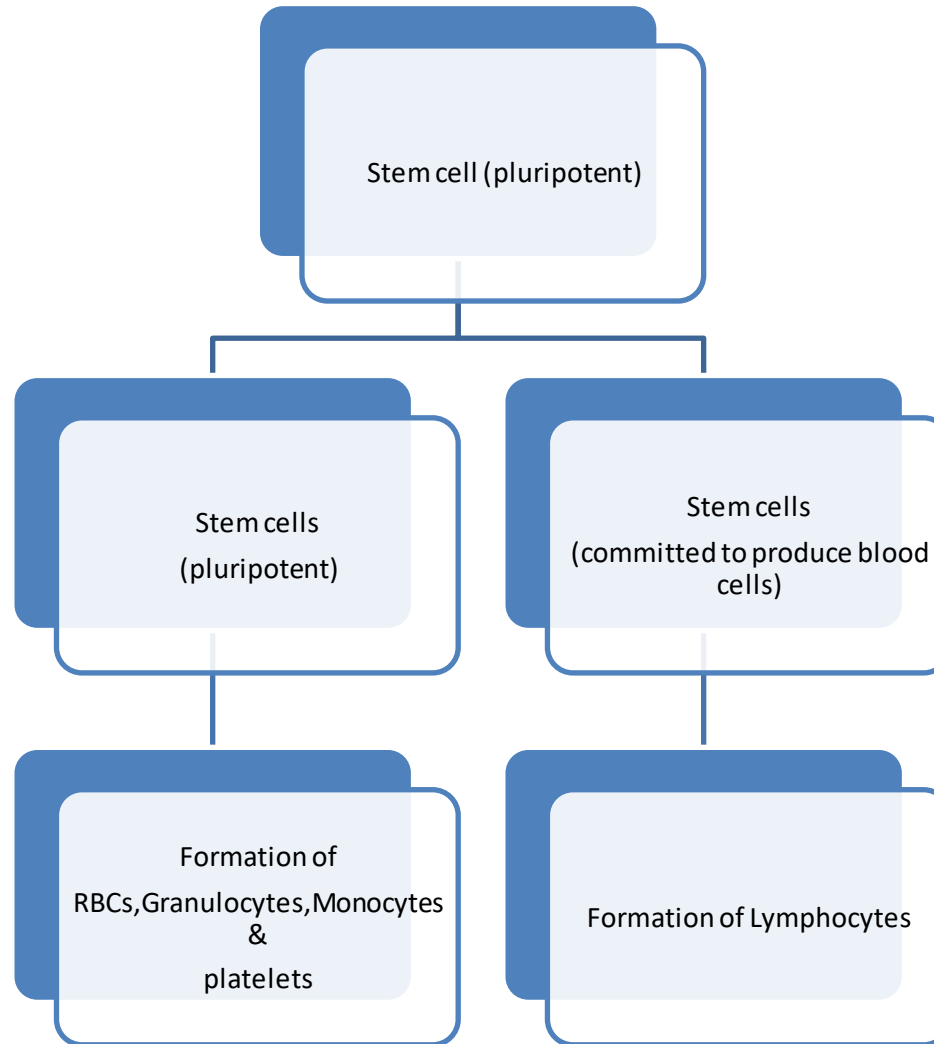 Stem cell (pluripotent)
Stem cells
(pluripotent)
Stem cells
(committed to produce blood
cells)
Formation of
RBCs,Granulocytes,Monocytes
&
platelets
Formation of Lymphocytes